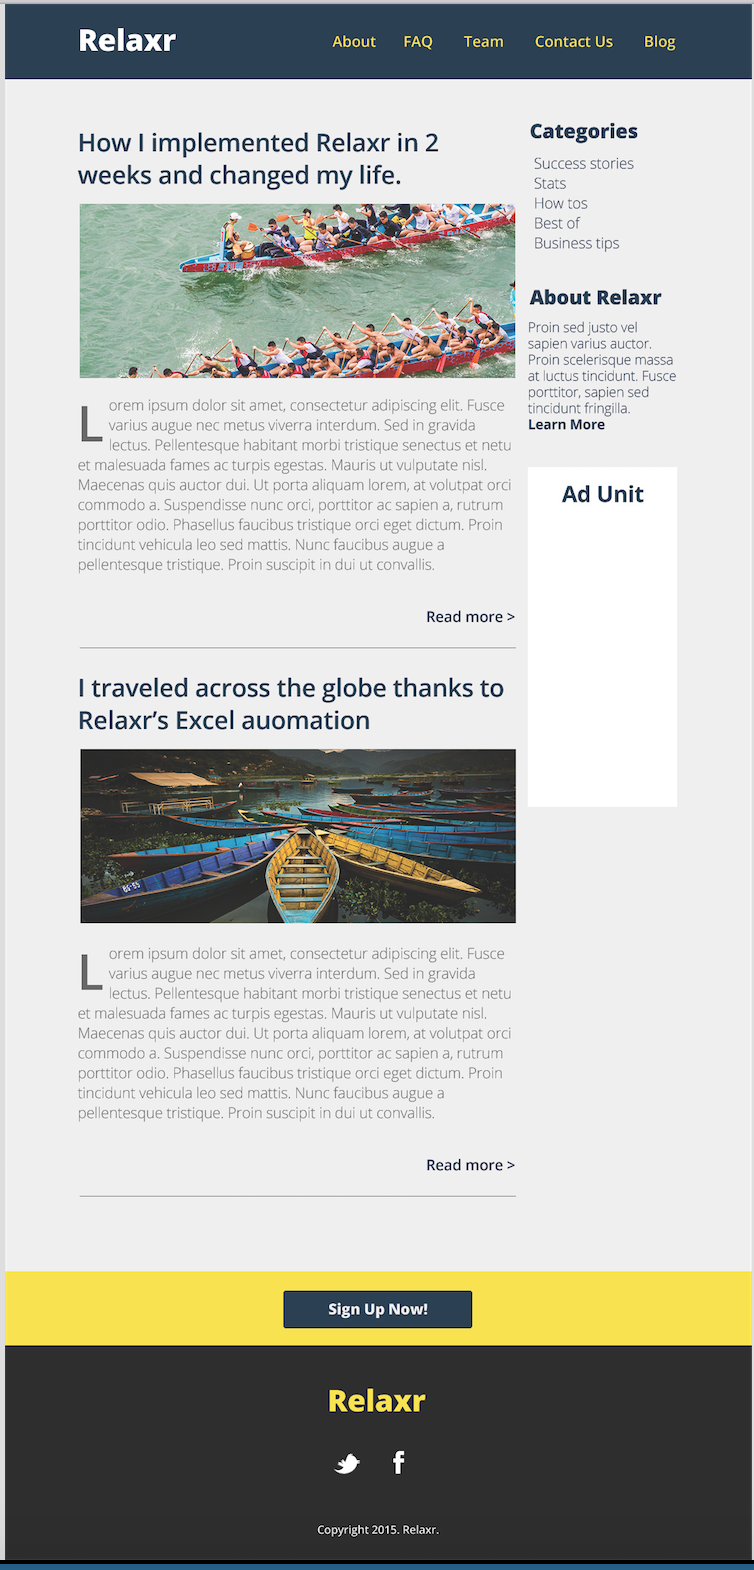 Relaxr
About FAQ Team Contact Us Blog
How I implemented Relaxr in 2
weeks and changed my life.
Lorem ipsum dolor sit amet, consectetur adipiscing elit. Fusce
varius augue nec metus viverra interdum. Sed in gravida
lectus. Pellentesque habitant morbi tristique senectus et netu
et malesuada fames ac turpis egestas. Mauris ut vulputate nisl.
Maecenas quis auctor dui. Ut porta aliquam lorem, at volutpat orci
commodo a. Suspendisse nunc orci, porttitor ac sapien a, rutrum
porttitor odio. Phasellus faucibus tristique orci eget dictum. Proin
tincidunt vehicula leo sed mattis. Nunc faucibus augue a
pellentesque tristique. Proin suscipit in dui ut convallis.
Read more >
I traveled across the globe thanks to
Relaxr’s Excel auomation
Lorem ipsum dolor sit amet, consectetur adipiscing elit. Fusce
varius augue nec metus viverra interdum. Sed in gravida
lectus. Pellentesque habitant morbi tristique senectus et netu
et malesuada fames ac turpis egestas. Mauris ut vulputate nisl.
Maecenas quis auctor dui. Ut porta aliquam lorem, at volutpat orci
commodo a. Suspendisse nunc orci, porttitor ac sapien a, rutrum
porttitor odio. Phasellus faucibus tristique orci eget dictum. Proin
tincidunt vehicula leo sed mattis. Nunc faucibus augue a
pellentesque tristique. Proin suscipit in dui ut convallis.
Read more >
Categories
Success stories
Stats
How tos
Best of
Business tips
About Relaxr
Proin sed justo vel
sapien varius auctor.
Proin scelerisque massa
at luctus tincidunt. Fusce
porttitor, sapien sed
tincidunt fringilla.
Learn More
Ad Unit
Sign Up Now!
Relaxr
Copyright 2015. Relaxr.